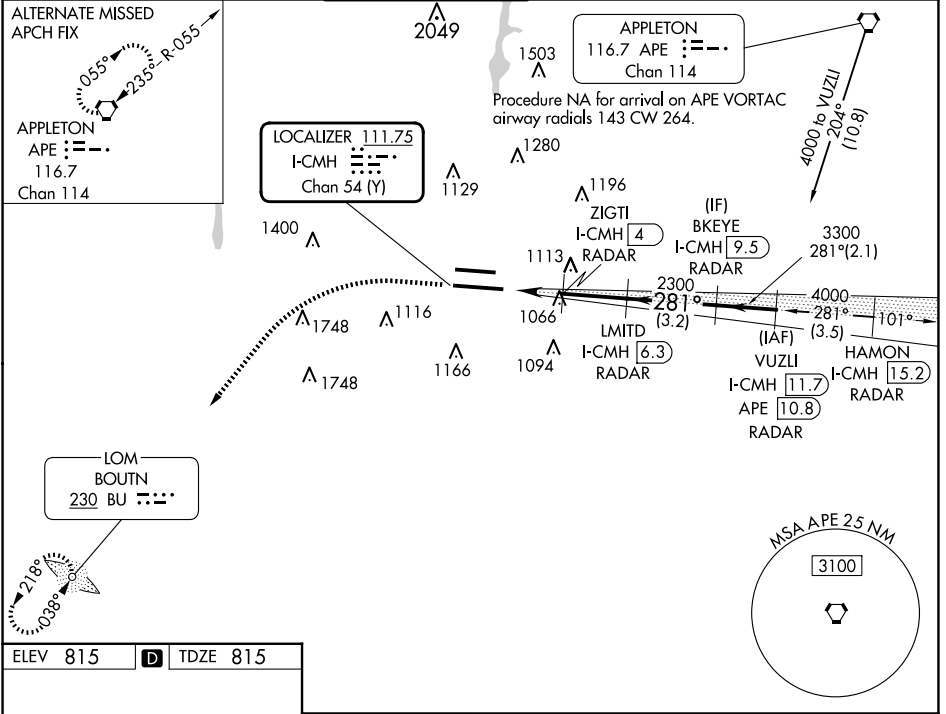 ALTERNATE MISSED
APCH FIX
055°
235°
R-055
APPLETON
APE
116.7
Chan 114
2049
1503
APPLETON
116.7 APE
Chan 114
Procedure NA for arrival on APE VORTAC
airway radials 143 CW 264.
4000 to VUZLI
204°
(10.8)
LOCALIZER 111.75
I-CMH
Chan 54 (Y)
1280
1129
1196
1400
ZIGTI
I-CMH 4
RADAR
(IF)
BKEYE
I-CMH 9.5
RADAR
3300
281°(2.1)
1113
2300
281°
(3.2)
4000
281°
(3.5)
101°
1066
1748
1116
LMITD
I-CMH 6.3
RADAR
(IAF)
VUZLI
I-CMH 11.7
APE 10.8
RADAR
HAMON
I-CMH 15.2
RADAR
1166
1094
1748
LOM
BOUTN
230 BU
218°
038°
MSA APE 25 NM
3100
ELEV 815 D TDZE 815